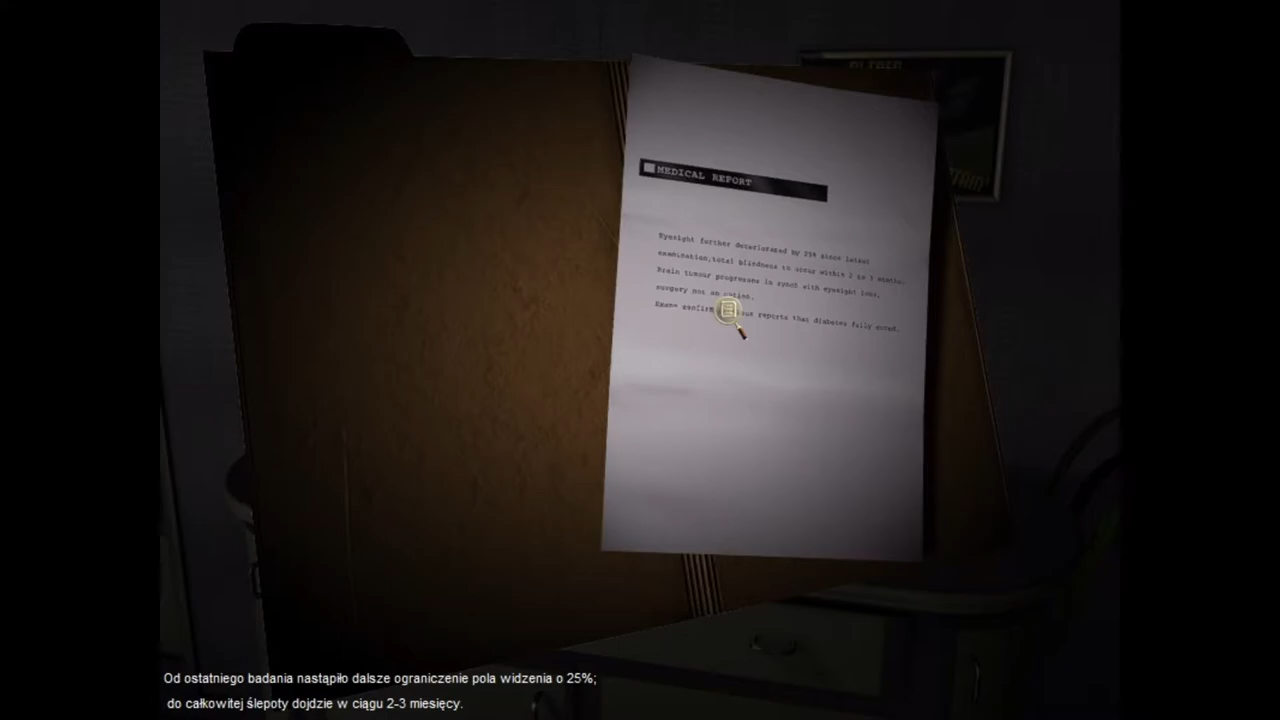 MEDICAL REPORT
Eyesight further deteriorated by 25% since latest
examination, total blindness to occur within 2 to 3 months.
Brain tumour progresses in synch with eyesight loss,
surgery not an option.
Exams confirm reports that diabetes fully cured.
Od ostatniego badania nastąpiło dalsze ograniczenie pola widzenia o 25%;
do całkowitej ślepoty dojdzie w ciągu 2-3 miesięcy.